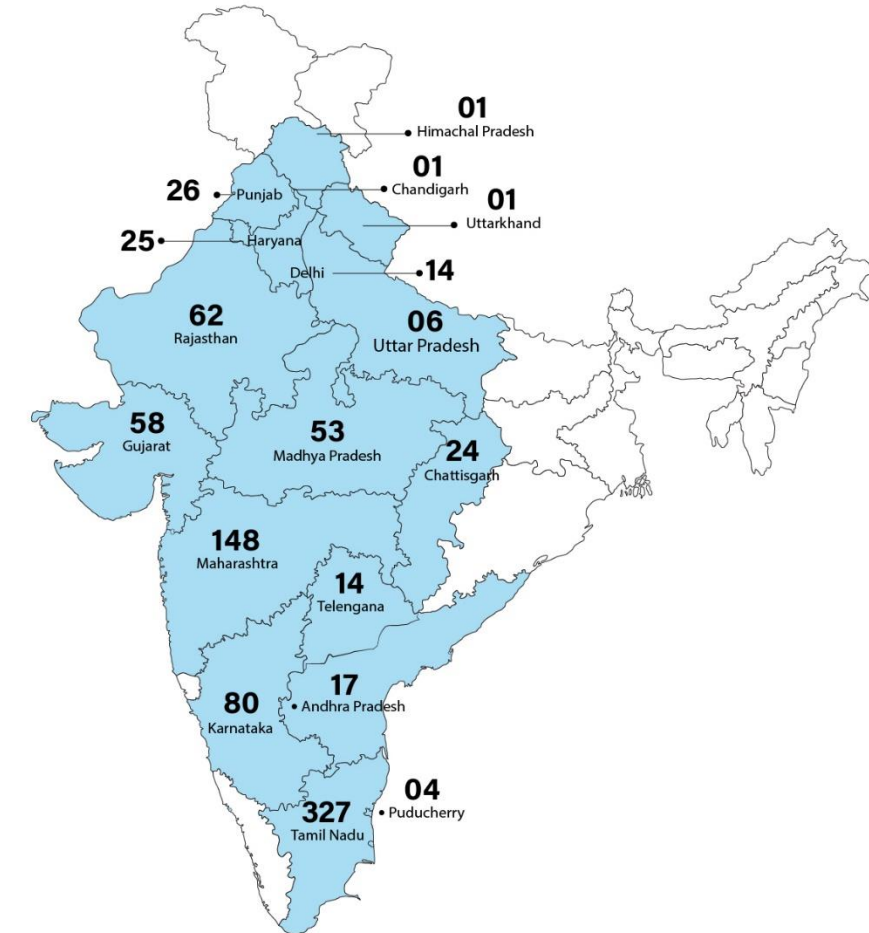 01
Himachal Pradesh
01
Chandigarh
26
Punjab
01
Uttarkhand
25
Haryana
Delhi
14
62
Rajasthan
06
Uttar Pradesh
58
Gujarat
53
Madhya Pradesh
24
Chattisgarh
148
Maharashtra
14
Telengana
80
Karnataka
17
Andhra Pradesh
04
Puducherry
327
Tamil Nadu